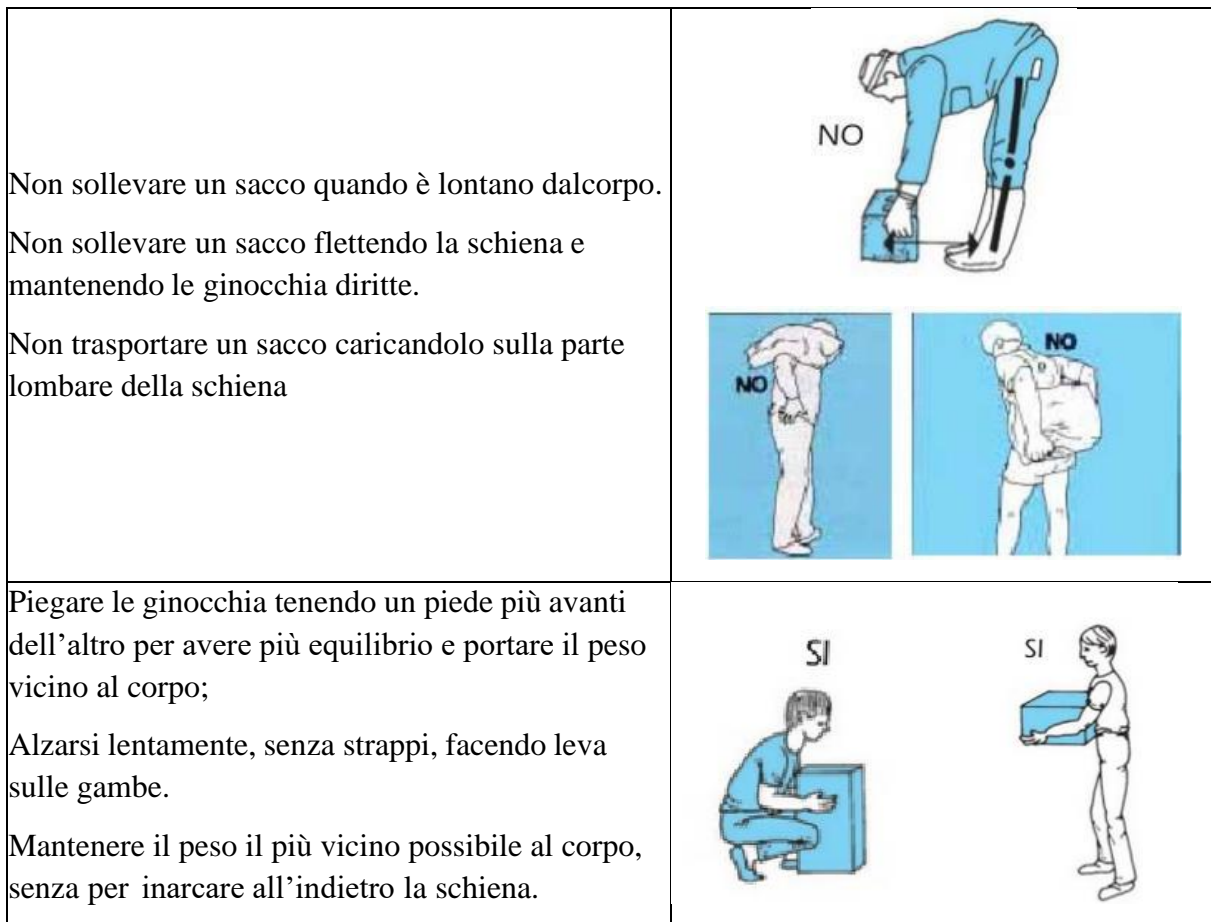 Non sollevare un sacco quando è lontano dalcorpo.
Non sollevare un sacco flettendo la schiena e
mantenendo le ginocchia diritte.
Non trasportare un sacco caricandolo sulla parte
lombare della schiena
NO
NO
NO
Piegare le ginocchia tenendo un piede più avanti
dell’altro per avere più equilibrio e portare il peso
vicino al corpo;
Alzarsi lentamente, senza strappi, facendo leva
sulle gambe.
Mantenere il peso il più vicino possibile al corpo,
senza per inarcare all’indietro la schiena.
SI
SI